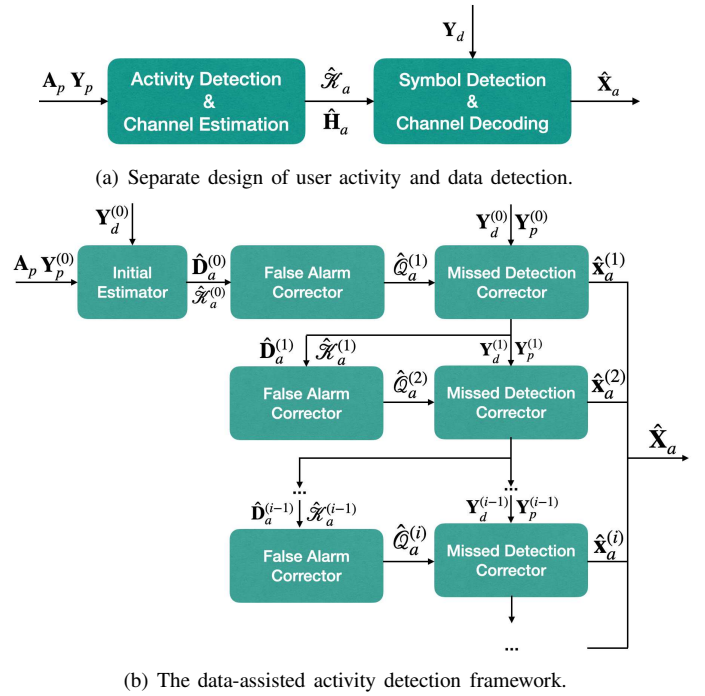 Y_d
A_p Y_p
Activity Detection
&
Channel Estimation
𝒦̂_a
Ĥ_a
Symbol Detection
&
Channel Decoding
X̂_a
(a) Separate design of user activity and data detection.
Y_d^(0)
Y_d^(0) Y_p^(0)
A_p Y_p^(0)
Initial
Estimator
D̂_a^(0)
𝒦̂_a^(0)
False Alarm
Corrector
𝒬̂_a^(1)
Missed Detection
Corrector
x̂_a^(1)
D̂_a^(1) 𝒦̂_a^(1)
Y_d^(1) Y_p^(1)
False Alarm
Corrector
𝒬̂_a^(2)
Missed Detection
Corrector
x̂_a^(2)
X̂_a
...
...
D̂_a^(i-1) 𝒦̂_a^(i-1)
Y_d^(i-1) Y_p^(i-1)
False Alarm
Corrector
𝒬̂_a^(i)
Missed Detection
Corrector
x̂_a^(i)
...
(b) The data-assisted activity detection framework.